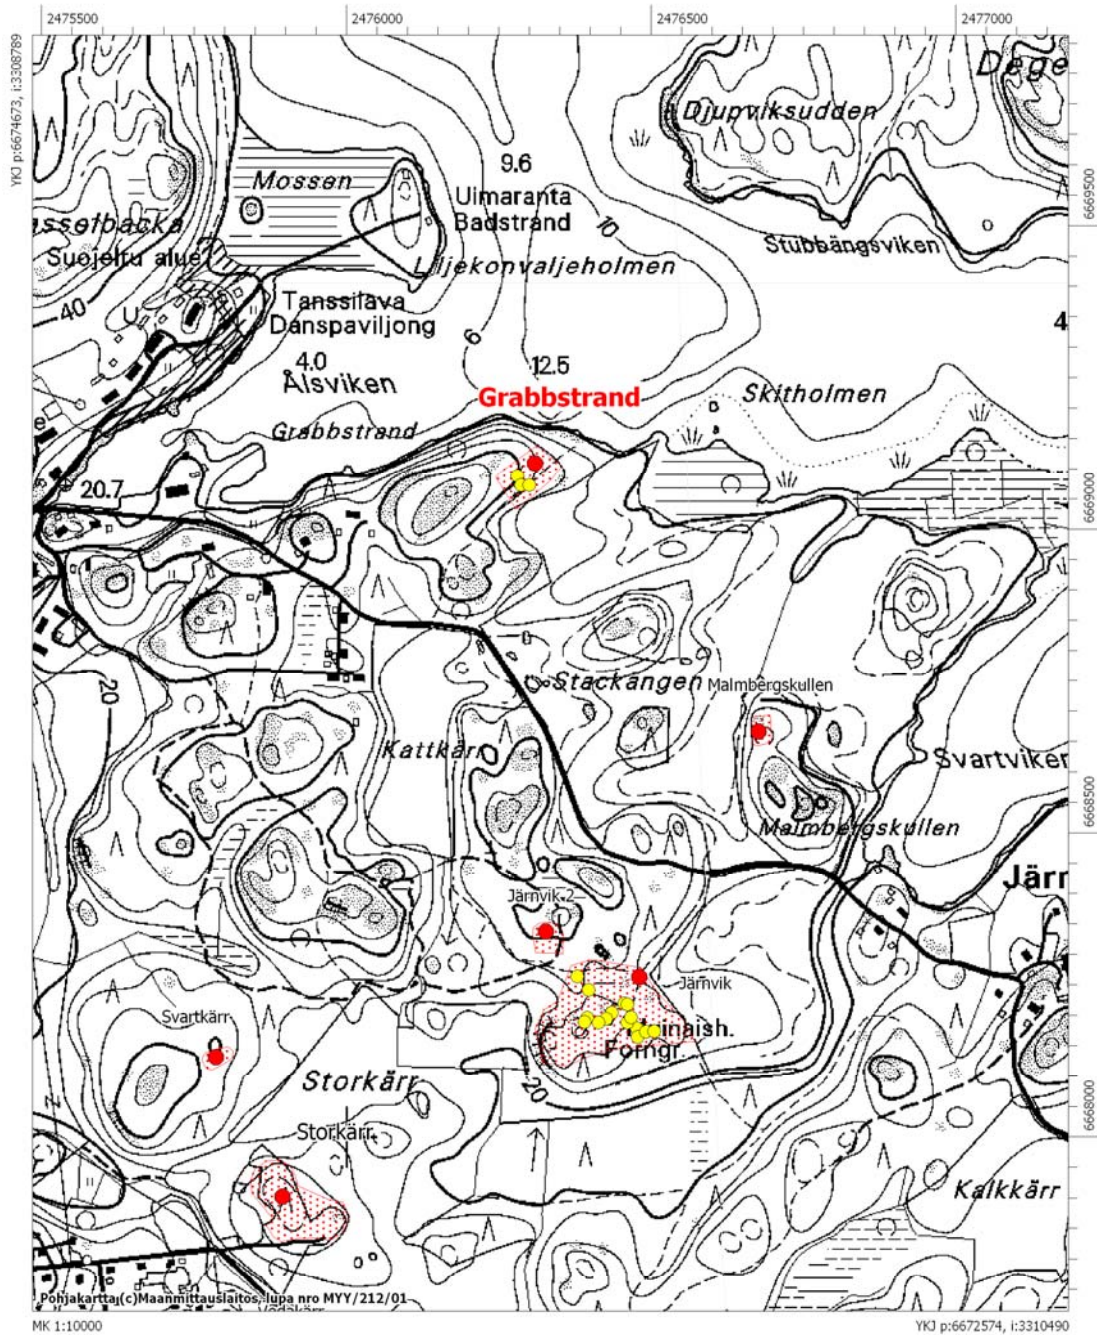 2475500
2476000
2476500
2477000
YKJ p:6674673, i:3308789
Dege
Djupviksudden
9.6
Mossen
Uimaranta
Badstrand
10
6669500
Stubbängsviken
Suojeltu alue
Liljekonvaljeholmen
40
Tanssilava
Danspaviljong
U
6
4
4.0
12.5
Ålsviken
Grabbstrand
Skitholmen
Grabbstrand
20.7
6669000
20
Stackängen
Malmbergskullen
Kattkärr
Svartviken
6668500
Malmbergskullen
Järnvik 2
Järnvik
Svartkärr
Forngr.
Storkärr
20
6668000
Storkärr
Kalkkärr
Pohjakartta (c)Maanmittauslaitos, lupa nro MYY/212/01
MK 1:10000
YKJ p:6672574, i:3310490